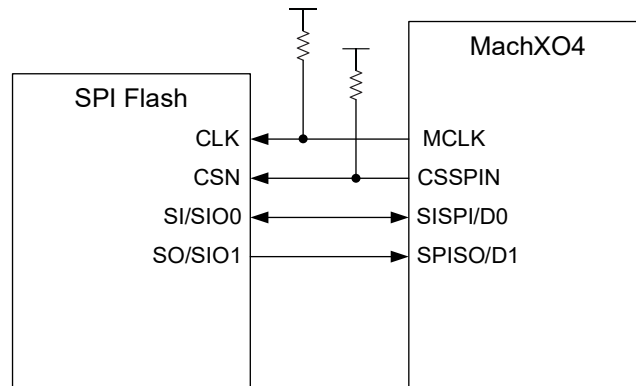 MachXO4
SPI Flash
CLK
MCLK
CSN
CSSPIN
SI/SIO0
SISPI/D0
SO/SIO1
SPISO/D1